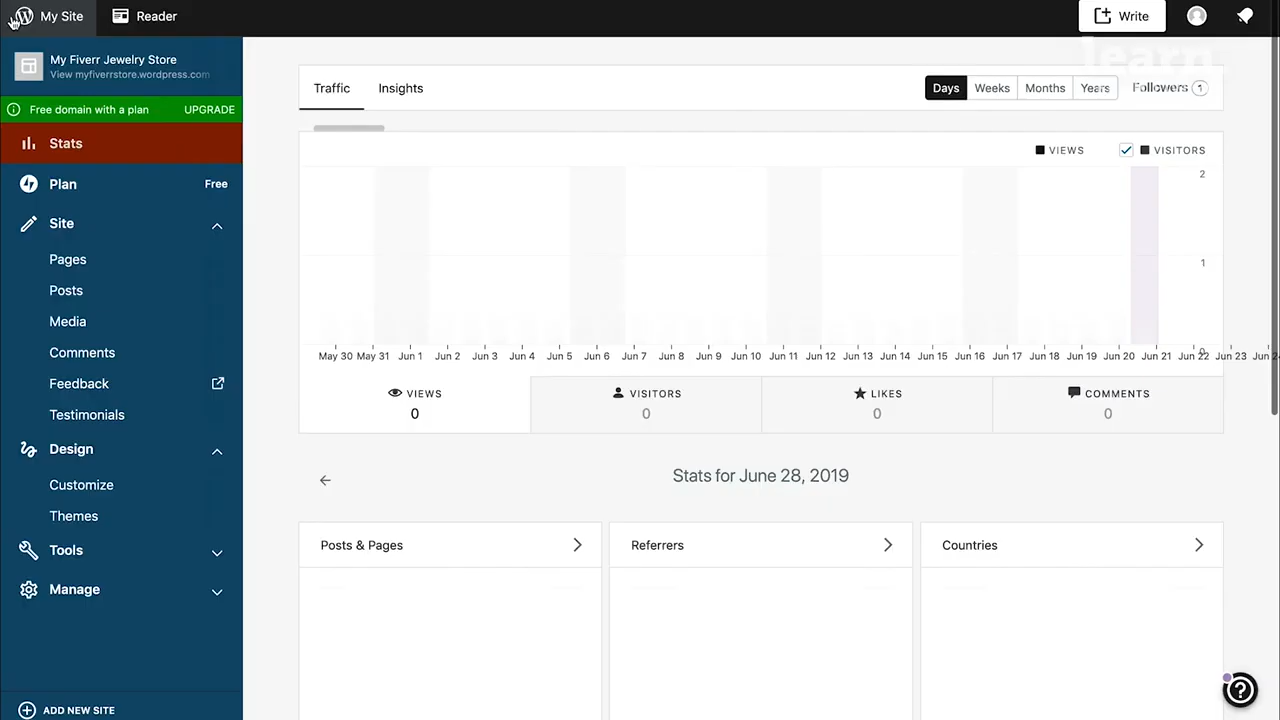 My Site
Reader
Write
My Fiverr Jewelry Store
View myfiverrstore.wordpress.com
Free domain with a plan UPGRADE
Stats
Plan Free
Site
Pages
Posts
Media
Comments
Feedback
Testimonials
Design
Customize
Themes
Tools
Manage
ADD NEW SITE
learn
Traffic Insights Days Weeks Months Years Followers 1
VIEWS VISITORS
2
1
0
May 30 May 31 Jun 1 Jun 2 Jun 3 Jun 4 Jun 5 Jun 6 Jun 7 Jun 8 Jun 9 Jun 10 Jun 11 Jun 12 Jun 13 Jun 14 Jun 15 Jun 16 Jun 17 Jun 18 Jun 19 Jun 20 Jun 21 Jun 22 Jun 23
VIEWS VISITORS LIKES COMMENTS
0 0 0 0
Stats for June 28, 2019
Posts & Pages Referrers Countries